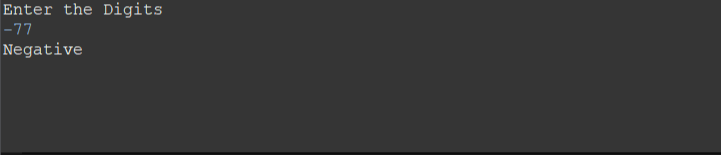 Enter the Digits
-77
Negative